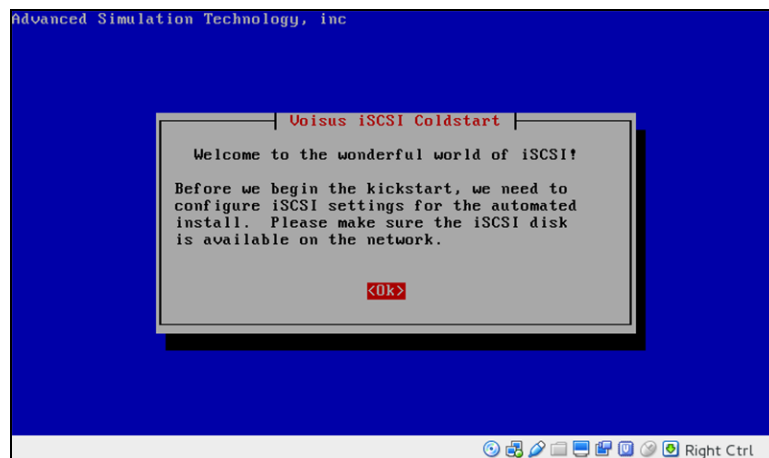 Advanced Simulation Technology, inc
Voisus iSCSI Coldstart
Welcome to the wonderful world of iSCSI!
Before we begin the kickstart, we need to
configure iSCSI settings for the automated
install.  Please make sure the iSCSI disk
is available on the network.
<Ok>
Right Ctrl